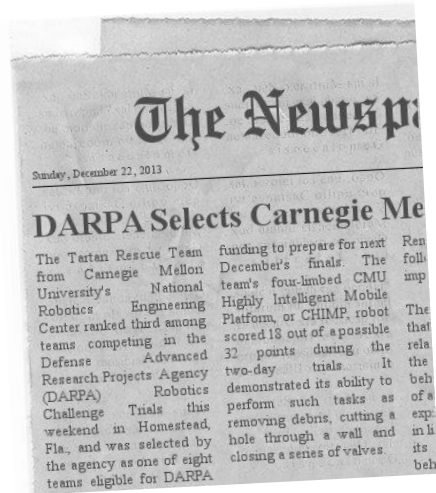 The Newspa
Sunday, December 22, 2013
DARPA Selects Carnegie Me
The Tartan Rescue Team
from Carnegie Mellon
University's National
Robotics Engineering
Center ranked third among
teams competing in the
Defense Advanced
Research Projects Agency
(DARPA) Robotics
Challenge Trials this
weekend in Homestead,
Fla., and was selected by
the agency as one of eight
teams eligible for DARPA
funding to prepare for next
December's finals. The
team's four-limbed CMU
Highly Intelligent Mobile
Platform, or CHIMP, robot
scored 18 out of a possible
32 points during the
two-day trials. It
demonstrated its ability to
perform such tasks as
removing debris, cutting a
hole through a wall and
closing a series of valves.
Ren
foll
imp
The
that
rela
the
beh
of a
exp
in li
its
beh